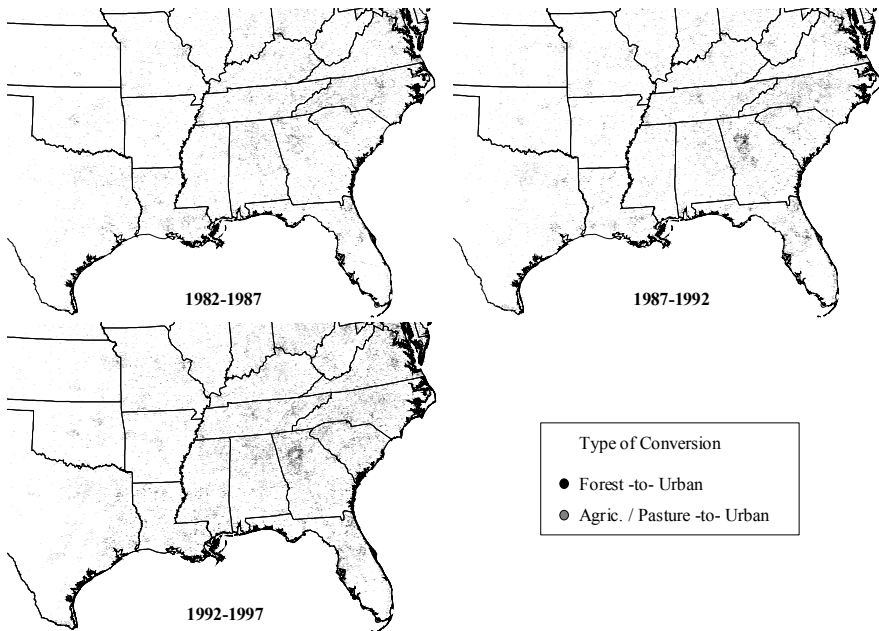 1982-1987
1987-1992
1992-1997
Type of Conversion
Forest -to- Urban
Agric. / Pasture -to- Urban